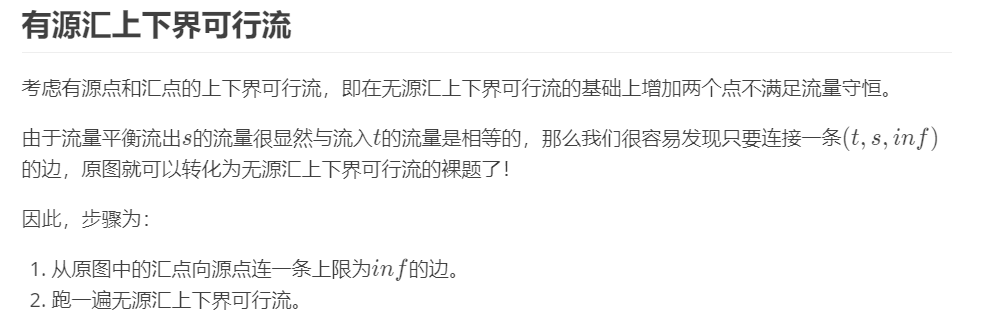 有源汇上下界可行流
考虑有源点和汇点的上下界可行流，即在无源汇上下界可行流的基础上增加两个点不满足流量守恒。
由于流量平衡流出s的流量很显然与流入t的流量是相等的，那么我们很容易发现只要连接一条(t, s, inf)
的边，原图就可以转化为无源汇上下界可行流的裸题了！
因此，步骤为：
1. 从原图中的汇点向源点连一条上限为inf的边。
2. 跑一遍无源汇上下界可行流。